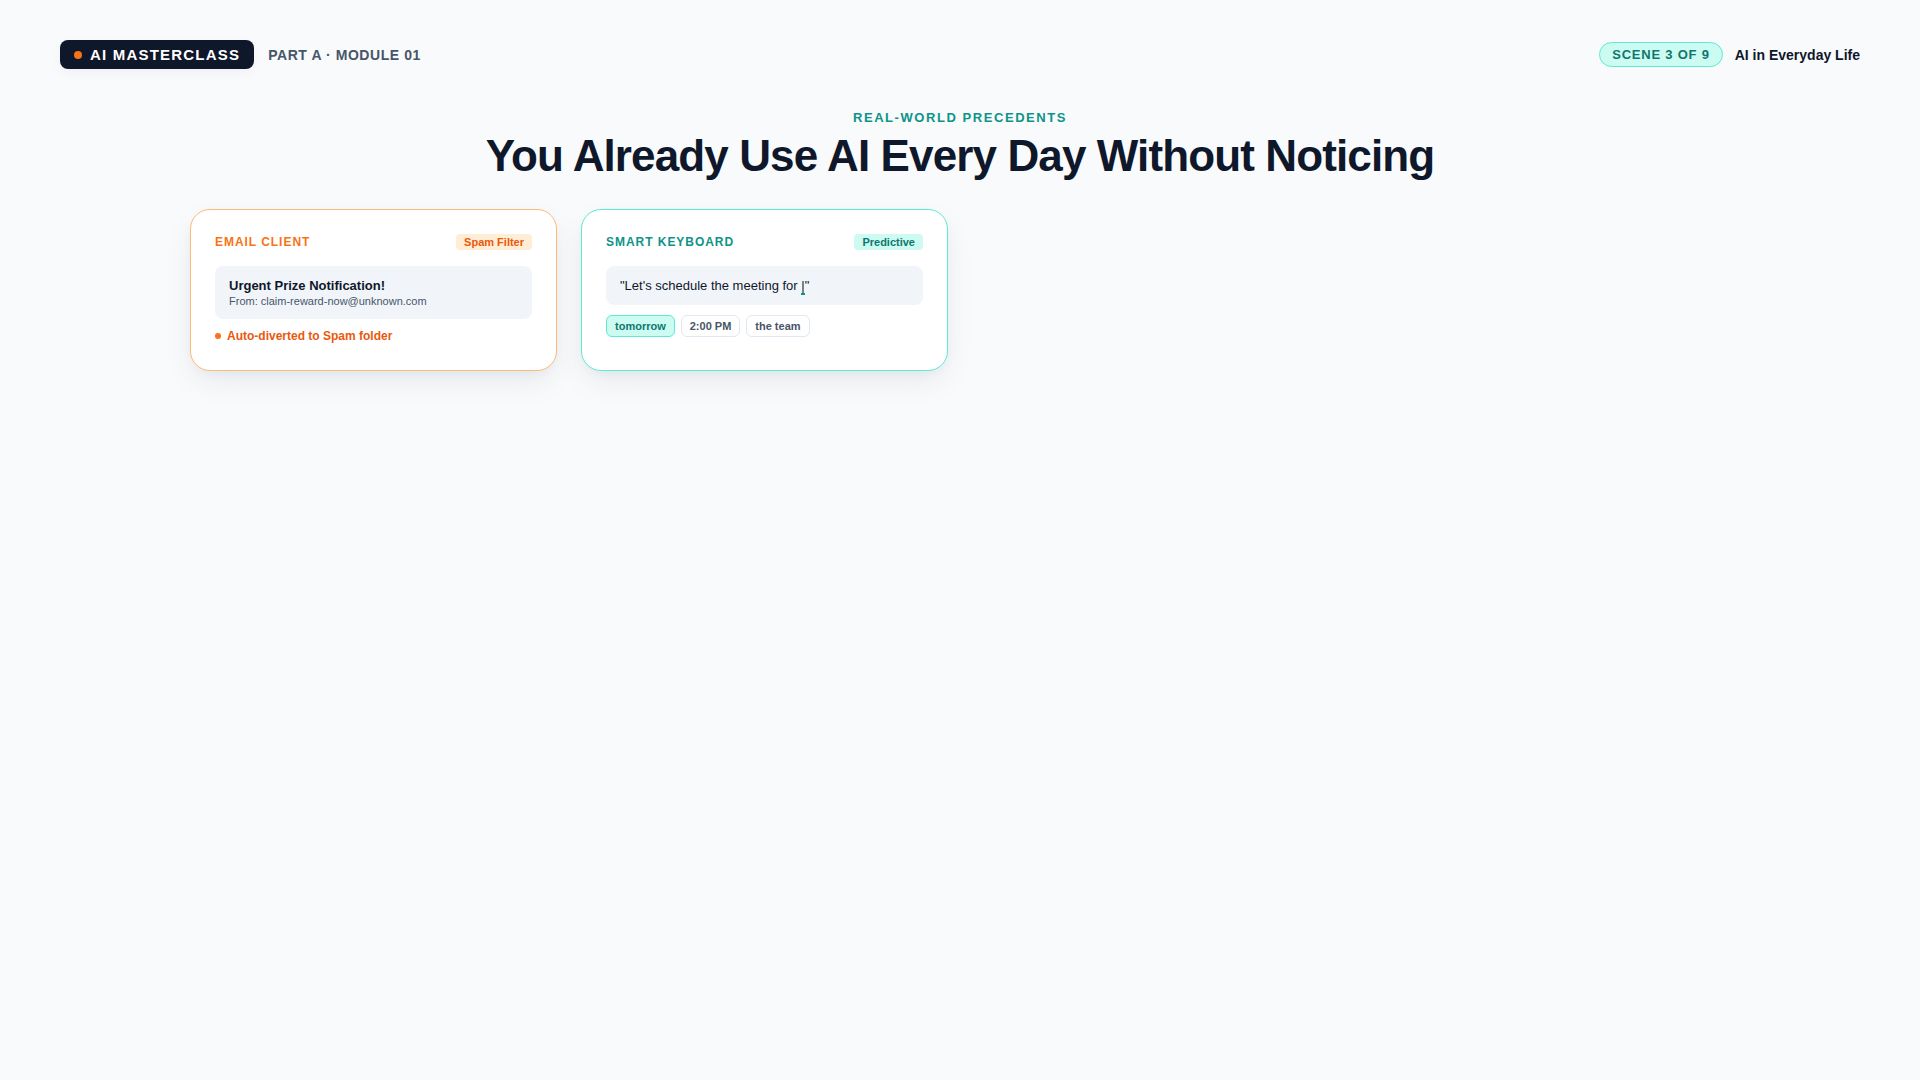 AI MASTERCLASS
PART A · MODULE 01
SCENE 3 OF 9
AI in Everyday Life
REAL-WORLD PRECEDENTS
You Already Use AI Every Day Without Noticing
EMAIL CLIENT
Spam Filter
Urgent Prize Notification!
From: claim-reward-now@unknown.com
Auto-diverted to Spam folder
SMART KEYBOARD
Predictive
"Let's schedule the meeting for |"
tomorrow
2:00 PM
the team